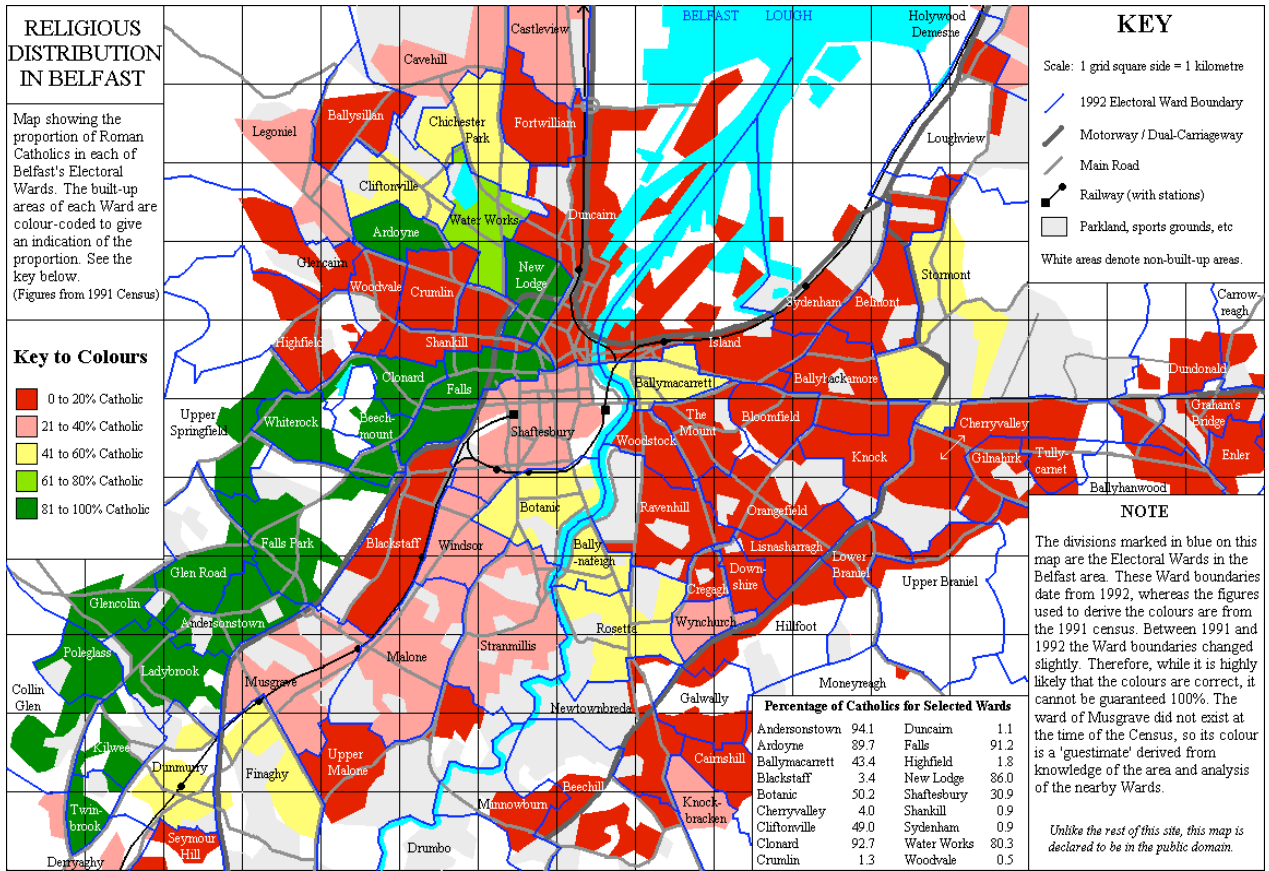 RELIGIOUS
DISTRIBUTION
IN BELFAST
Map showing the
proportion of Roman
Catholics in each of
Belfast's Electoral
Wards. The built-up
areas of each Ward are
colour-coded to give
an indication of the
proportion. See the
key below.
(Figures from 1991 Census)
Key to Colours
0 to 20% Catholic
21 to 40% Catholic
41 to 60% Catholic
61 to 80% Catholic
81 to 100% Catholic
BELFAST LOUGH
Holywood
Demesne
Castleview
Cavehill
Legoniel
Ballysillan
Chichester
Park
Fortwilliam
Loughview
Cliftonville
Water Works
Duncairn
Ardoyne
Glencairn
Woodvale
Crumlin
New
Lodge
Stormont
Sydenham
Belmont
Highfield
Shankill
Island
Clonard
Falls
Ballymacarrett
Ballyhackamore
Upper
Springfield
Whiterock
Beech-
mount
Shaftesbury
Woodstock
The
Mount
Bloomfield
Knock
Cherryvalley
Gilnahirk
Tully-
carnet
Carrow-
reagh
Dundonald
Graham's
Bridge
Enler
Ballyhanwood
Falls Park
Blackstaff
Windsor
Botanic
Bally
-nafeigh
Ravenhill
Orangefield
Lisnasharragh
Glen Road
Glencolin
Andersonstown
Cregagh
Down-
shire
Lower
Braniel
Upper Braniel
Poleglass
Ladybrook
Musgrave
Malone
Stranmillis
Rosetta
Wynchurch
Hillfoot
Collin
Glen
Kilwee
Dunmurry
Finaghy
Upper
Malone
Newtownbreda
Galwally
Moneyreagh
Cairnshill
Twin-
brook
Derryaghy
Seymour
Hill
Drumbo
Minnowburn
Beechill
Knock-
bracken
Percentage of Catholics for Selected Wards
Andersonstown 94.1 Duncairn 1.1
Ardoyne 89.7 Falls 91.2
Ballymacarrett 43.4 Highfield 1.8
Blackstaff 3.4 New Lodge 86.0
Botanic 50.2 Shaftesbury 30.9
Cherryvalley 4.0 Shankill 0.9
Cliftonville 49.0 Sydenham 0.9
Clonard 92.7 Water Works 80.3
Crumlin 1.3 Woodvale 0.5
KEY
Scale: 1 grid square side = 1 kilometre
1992 Electoral Ward Boundary
Motorway / Dual-Carriageway
Main Road
Railway (with stations)
Parkland, sports grounds, etc
White areas denote non-built-up areas.
NOTE
The divisions marked in blue on this
map are the Electoral Wards in the
Belfast area. These Ward boundaries
date from 1992, whereas the figures
used to derive the colours are from
the 1991 census. Between 1991 and
1992 the Ward boundaries changed
slightly. Therefore, while it is highly
likely that the colours are correct, it
cannot be guaranteed 100%. The
ward of Musgrave did not exist at
the time of the Census, so its colour
is a 'guestimate' derived from
knowledge of the area and analysis
of the nearby Wards.
Unlike the rest of this site, this map is
declared to be in the public domain.